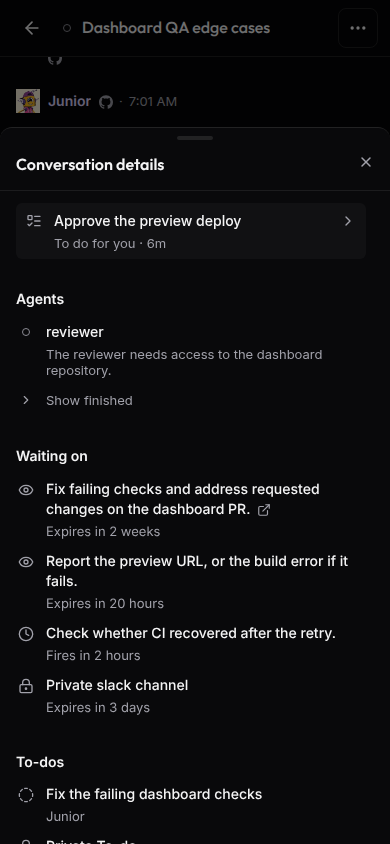 Dashboard QA edge cases
Junior · 7:01 AM
Conversation details
Approve the preview deploy
To do for you · 6m
Agents
reviewer
The reviewer needs access to the dashboard
repository.
Show finished
Waiting on
Fix failing checks and address requested
changes on the dashboard PR.
Expires in 2 weeks
Report the preview URL, or the build error if it
fails.
Expires in 20 hours
Check whether CI recovered after the retry.
Fires in 2 hours
Private slack channel
Expires in 3 days
To-dos
Fix the failing dashboard checks
Junior